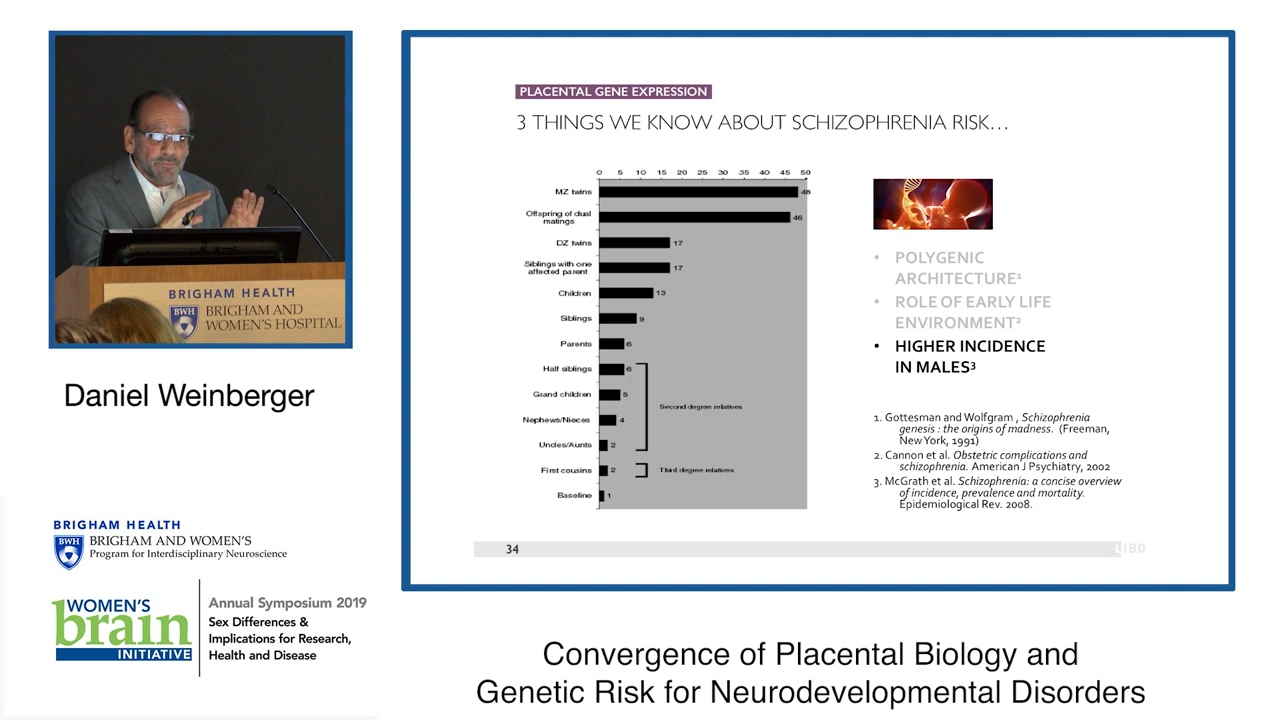 BRIGHAM HEALTH
BWH
BRIGHAM AND
WOMEN'S HOSPITAL
Daniel Weinberger
BRIGHAM HEALTH
BWH
BRIGHAM AND WOMEN'S
Program for Interdisciplinary Neuroscience
WOMEN'S
brain
INITIATIVE
Annual Symposium 2019
Sex Differences &
Implications for Research,
Health and Disease
PLACENTAL GENE EXPRESSION
3 THINGS WE KNOW ABOUT SCHIZOPHRENIA RISK…
0 5 10 15 20 25 30 35 40 45 50
MZ twins 48
Offspring of dual
matings 46
DZ twins 17
Siblings with one
affected parent 17
Children 13
Siblings 9
Parents 6
Half siblings 6
Grand children 5
Second degree relatives
Nephews/Nieces 4
Uncles/Aunts 2
First cousins 2 Third degree relatives
Baseline 1
• POLYGENIC
ARCHITECTURE¹
• ROLE OF EARLY LIFE
ENVIRONMENT²
• HIGHER INCIDENCE
IN MALES³
1. Gottesman and Wolfgram , Schizophrenia
genesis : the origins of madness. (Freeman,
New York, 1991)
2. Cannon et al. Obstetric complications and
schizophrenia. American J Psychiatry, 2002
3. McGrath et al. Schizophrenia: a concise overview
of incidence, prevalence and mortality.
Epidemiological Rev. 2008.
34
LIBD
Convergence of Placental Biology and
Genetic Risk for Neurodevelopmental Disorders